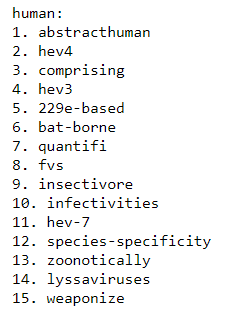 human:
1. abstracthuman
2. hev4
3. comprising
4. hev3
5. 229e-based
6. bat-borne
7. quantifi
8. fvs
9. insectivore
10. infectivities
11. hev-7
12. species-specificity
13. zoonotically
14. lyssaviruses
15. weaponize